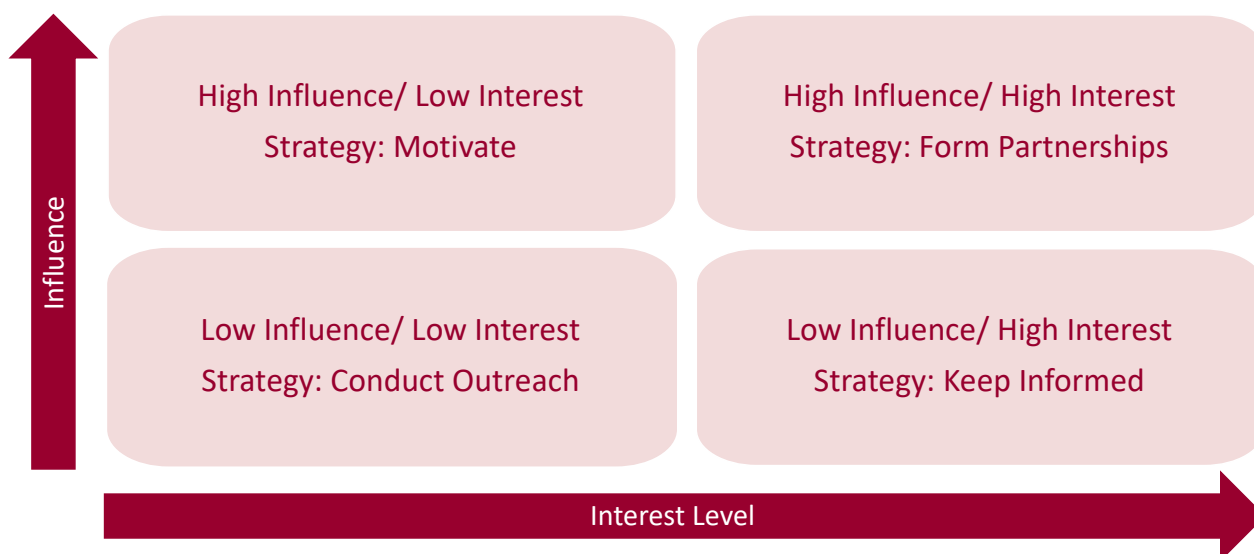 High Influence/ Low Interest
Strategy: Motivate
High Influence/ High Interest
Strategy: Form Partnerships
Influence
Low Influence/ Low Interest
Strategy: Conduct Outreach
Low Influence/ High Interest
Strategy: Keep Informed
Interest Level